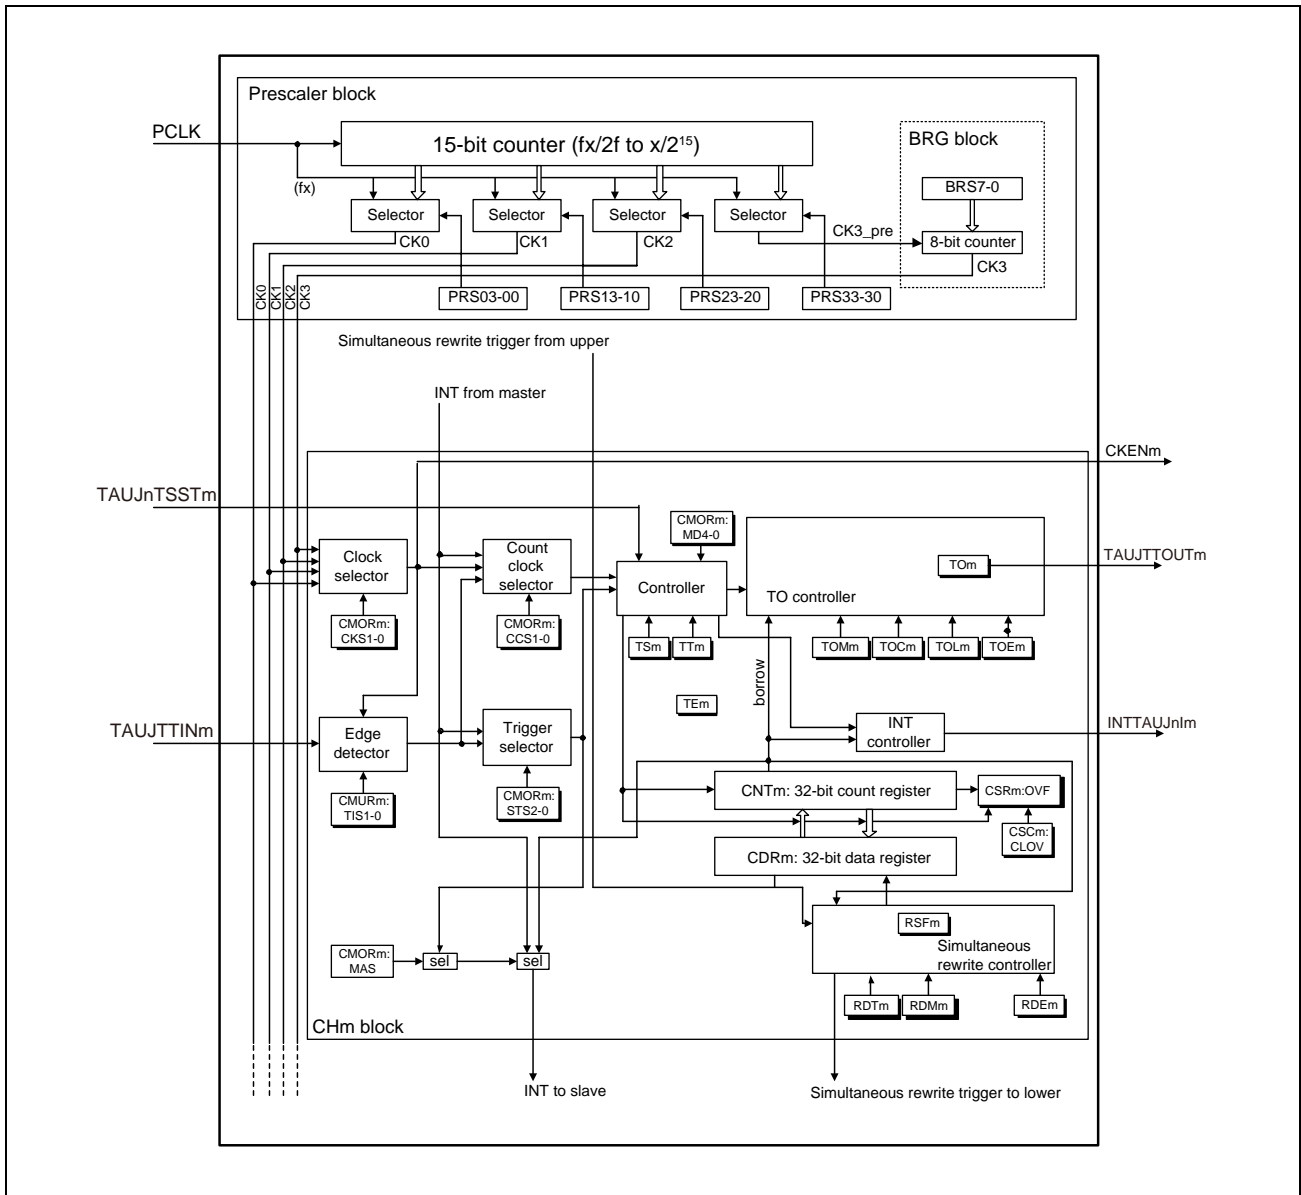 Prescaler block
PCLK
15-bit counter (fx/2f to x/2¹⁵)
BRG block
(fx)
BRS7-0
Selector
Selector
Selector
Selector
CK3_pre
8-bit counter
CK0
CK1
CK2
CK3
CK0
CK1
CK2
CK3
PRS03-00
PRS13-10
PRS23-20
PRS33-30
Simultaneous rewrite trigger from upper
INT from master
CKENm
TAUJnTSSTm
CMORm:
MD4-0
Clock
selector
Count
clock
selector
Controller
TOm
TAUJTTOUTm
TO controller
CMORm:
CKS1-0
CMORm:
CCS1-0
TSm
TTm
TOMm
TOCm
TOLm
TOEm
borrow
TEm
TAUJTTINm
Edge
detector
Trigger
selector
INT
controller
INTTAUJnIm
CMURm:
TIS1-0
CMORm:
STS2-0
CNTm: 32-bit count register
CSRm:OVF
CSCm:
CLOV
CDRm: 32-bit data register
RSFm
Simultaneous
rewrite controller
CMORm:
MAS
sel
sel
RDTm
RDMm
RDEm
CHm block
INT to slave
Simultaneous rewrite trigger to lower